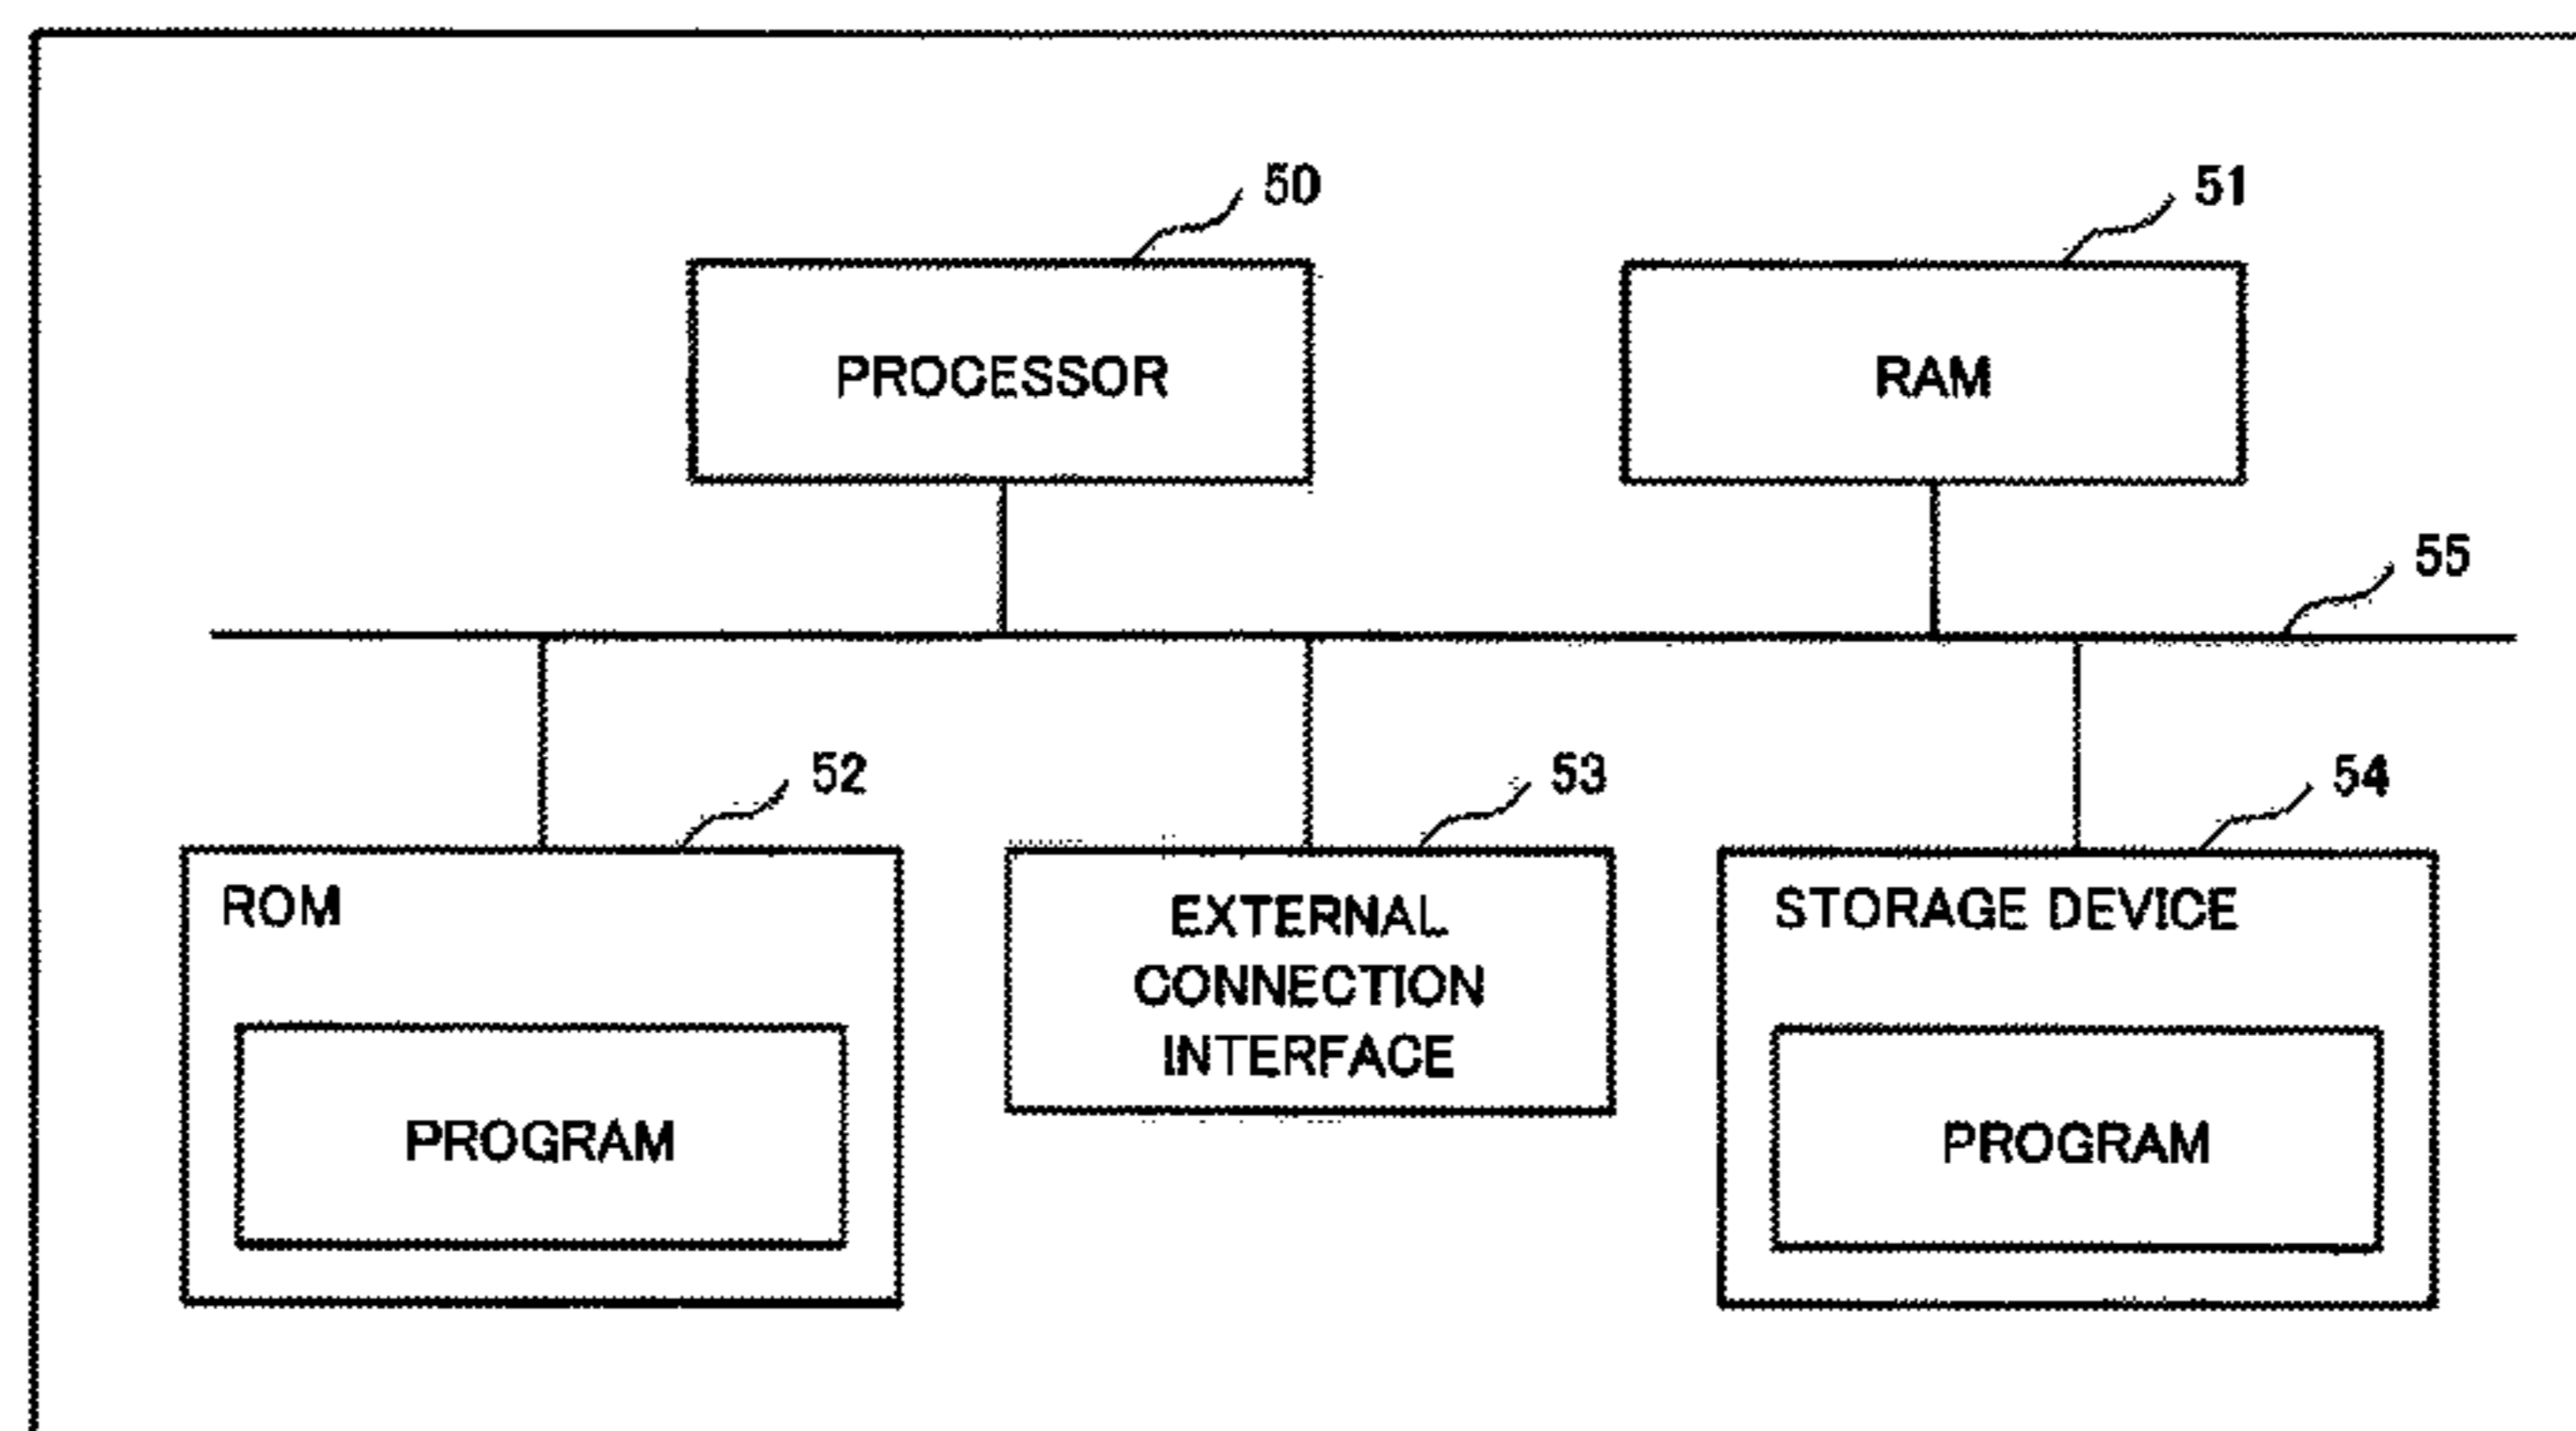 50
51
PROCESSOR
RAM
55
52
53
54
ROM
EXTERNAL
CONNECTION
INTERFACE
STORAGE DEVICE
PROGRAM
PROGRAM